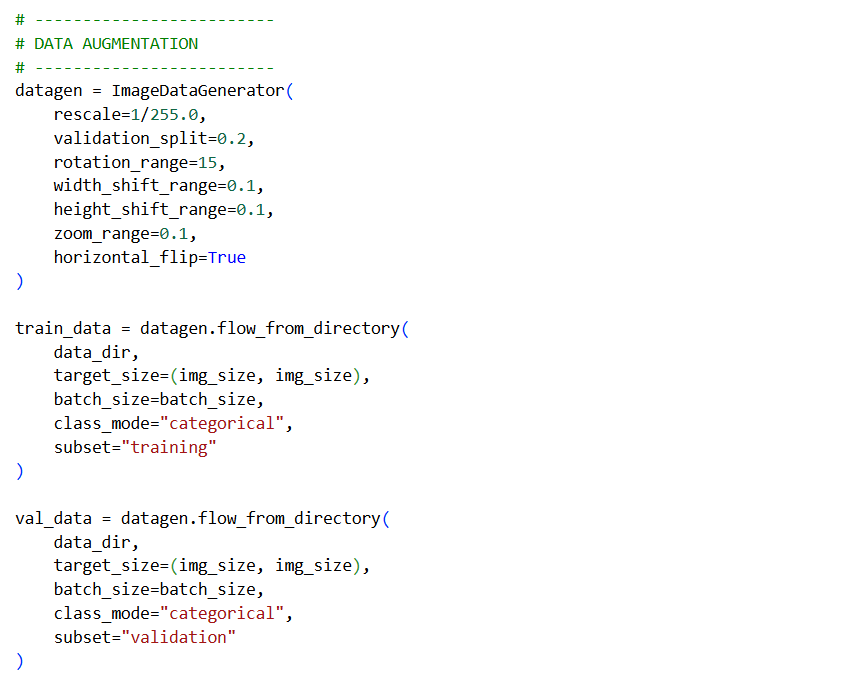 # -------------------------
# DATA AUGMENTATION
# -------------------------
datagen = ImageDataGenerator(
    rescale=1/255.0,
    validation_split=0.2,
    rotation_range=15,
    width_shift_range=0.1,
    height_shift_range=0.1,
    zoom_range=0.1,
    horizontal_flip=True
)

train_data = datagen.flow_from_directory(
    data_dir,
    target_size=(img_size, img_size),
    batch_size=batch_size,
    class_mode="categorical",
    subset="training"
)

val_data = datagen.flow_from_directory(
    data_dir,
    target_size=(img_size, img_size),
    batch_size=batch_size,
    class_mode="categorical",
    subset="validation"
)